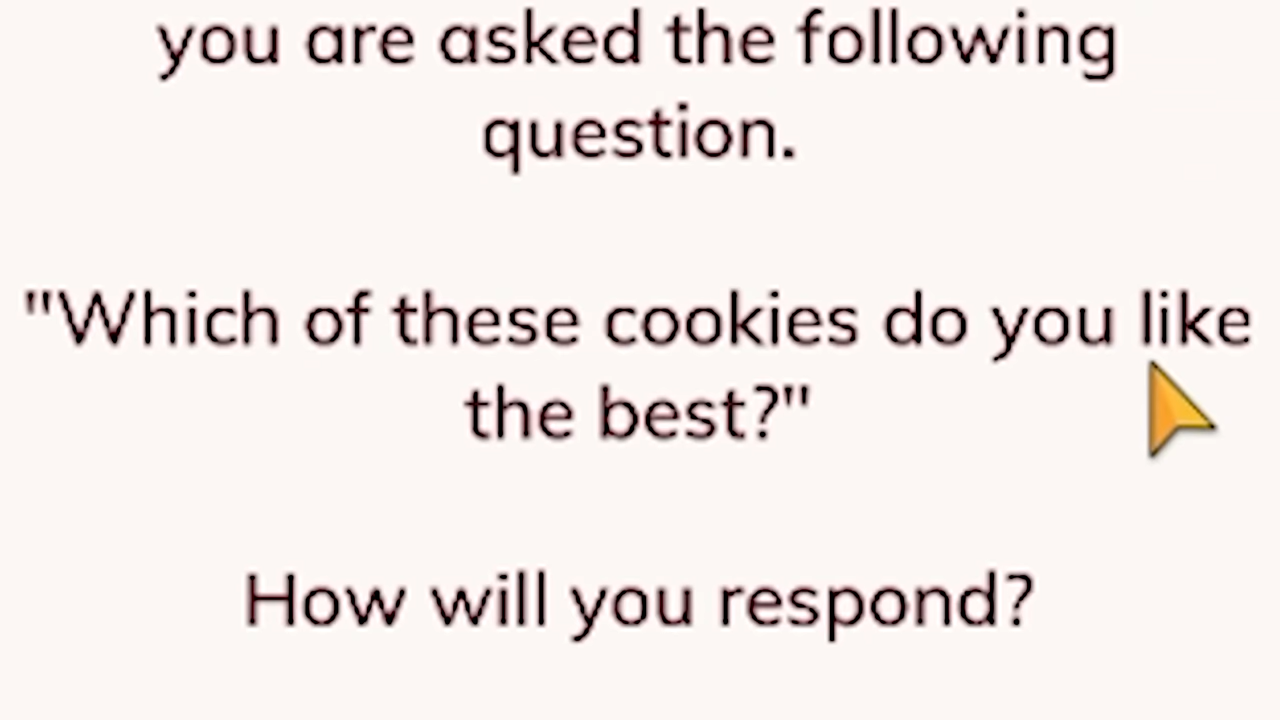 you are asked the following
question.
"Which of these cookies do you like
the best?"
How will you respond?